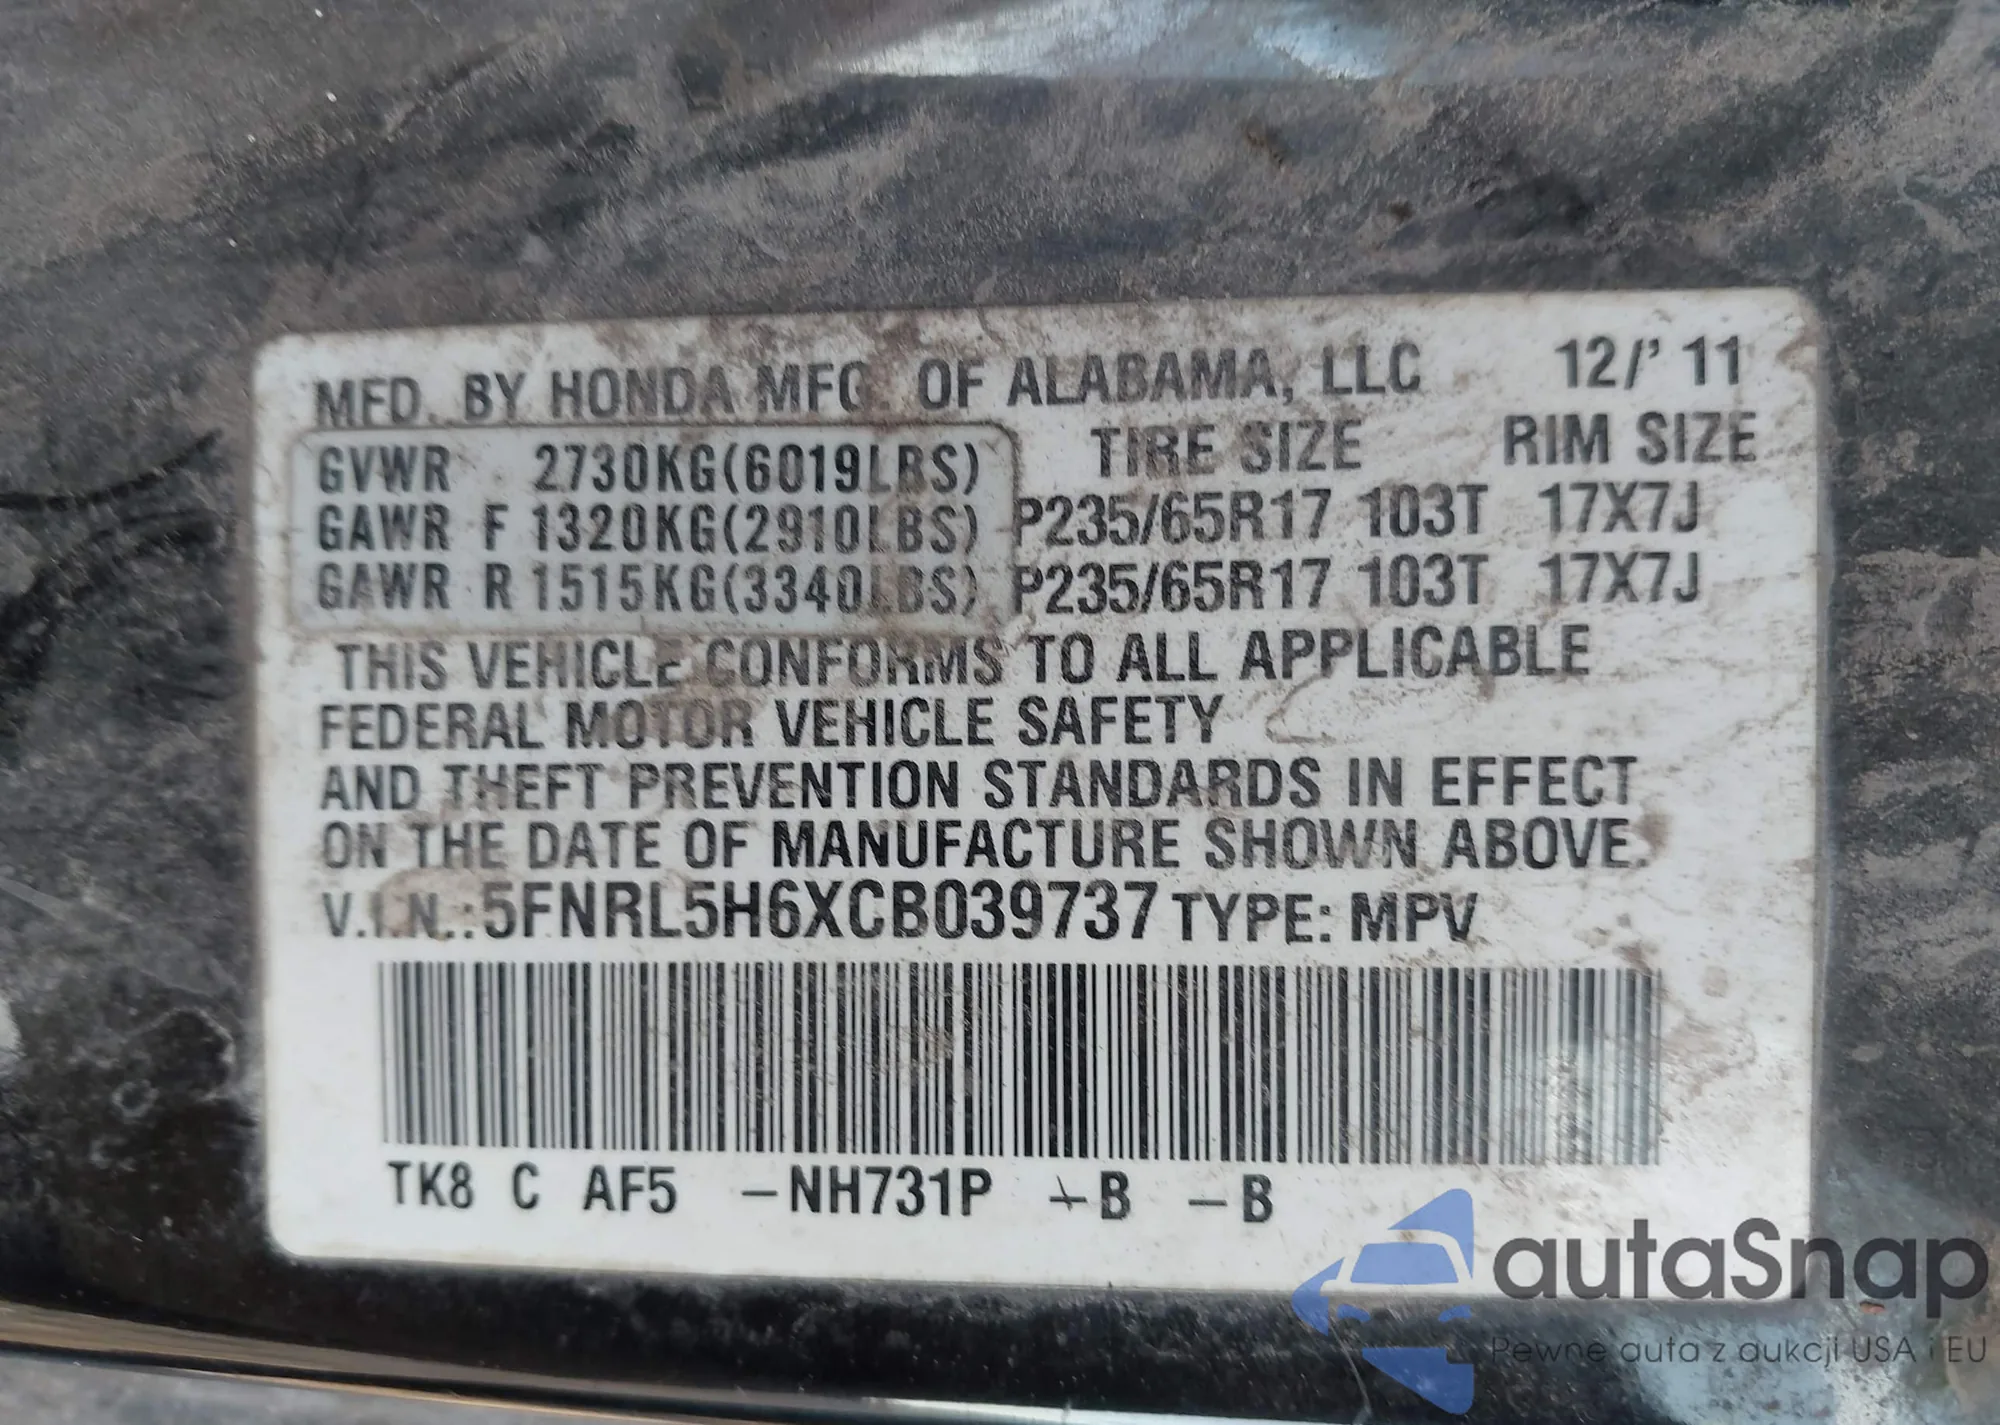 MFD. BY HONDA MFG. OF ALABAMA, LLC 12/'11
TIRE SIZE RIM SIZE
GVWR 2730KG(6019LBS)
GAWR F 1320KG(2910LBS) P235/65R17 103T 17X7J
GAWR R 1515KG(3340LBS) P235/65R17 103T 17X7J
THIS VEHICLE CONFORMS TO ALL APPLICABLE
FEDERAL MOTOR VEHICLE SAFETY
AND THEFT PREVENTION STANDARDS IN EFFECT
ON THE DATE OF MANUFACTURE SHOWN ABOVE.
V.I.N.:5FNRL5H6XCB039737 TYPE: MPV
TK8 C AF5 –NH731P +B –B
autaSnap
Pewne auta z aukcji USA i EU